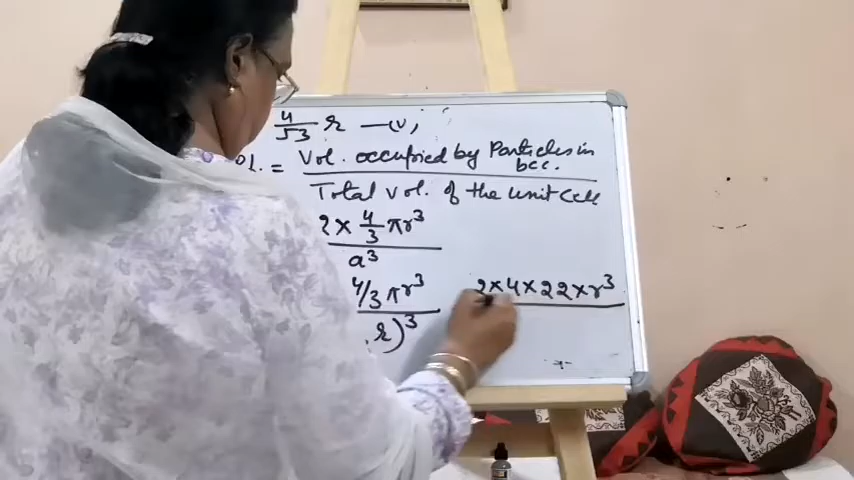 4/√3 r —(v)
= Vol. occupied by Particles in bcc.
Total vol. of the unit cell
2× 4/3 πr³
a³
4/3 πr³
r)³
2×4×22×r³